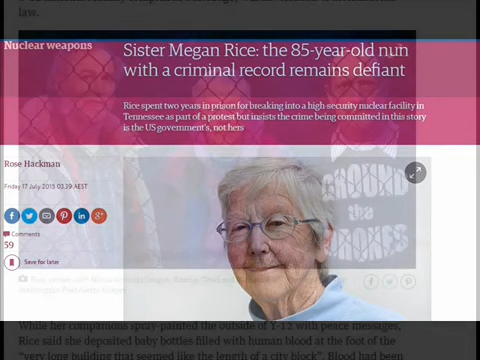 law.
Nuclear weapons
Sister Megan Rice: the 85-year-old nun
with a criminal record remains defiant
Rice spent two years in prison for breaking into a high-security nuclear facility in
Tennessee as part of a protest but insists the crime being committed in this story
is the US government's, not hers
Rose Hackman
Friday 17 July 2015 03.39 AEST
Comments
59
Save for later
GROUND
the
DRONES
While her companions spray-painted the outside of Y-12 with peace messages,
Rice said she deposited baby bottles filled with human blood at the foot of the
"very long building that seemed like the length of a city block". Blood had been